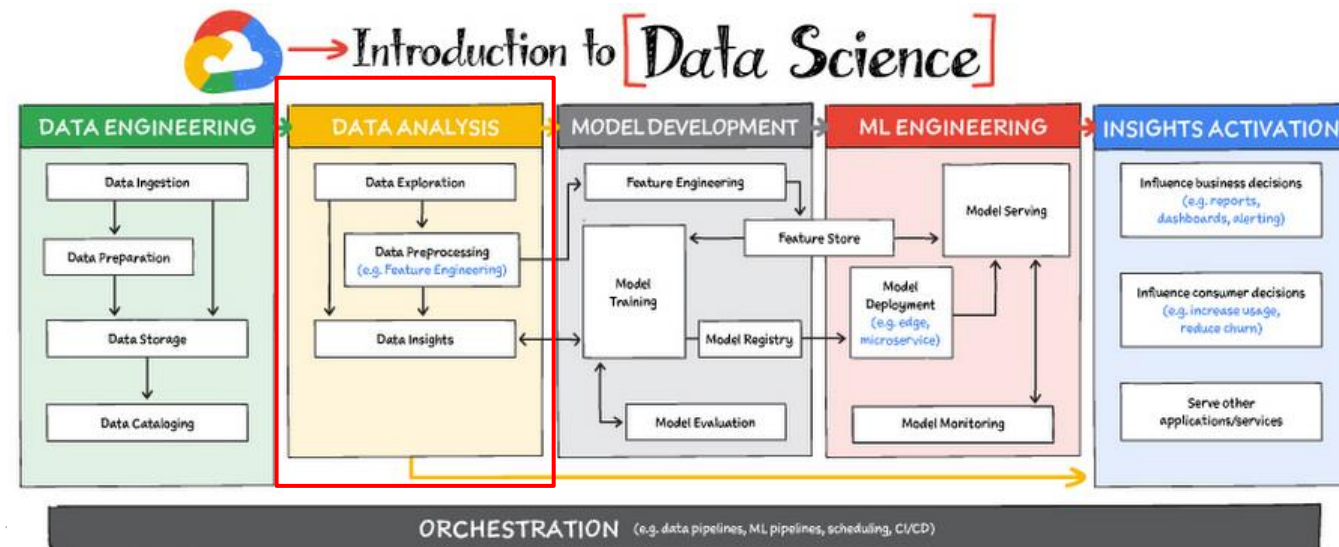 Introduction to [Data Science]
DATA ENGINEERING
Data Ingestion
Data Preparation
Data Storage
Data Cataloging
DATA ANALYSIS
Data Exploration
Data Preprocessing
(e.g. Feature Engineering)
Data Insights
MODEL DEVELOPMENT
Feature Engineering
Feature Store
Model
Training
Model Registry
Model Evaluation
ML ENGINEERING
Model Serving
Model
Deployment
(e.g. edge,
microservice)
Model Monitoring
INSIGHTS ACTIVATION
Influence business decisions
(e.g. reports,
dashboards, alerting)
Influence consumer decisions
(e.g. increase usage,
reduce churn)
Serve other
applications/services
ORCHESTRATION (e.g. data pipelines, ML pipelines, scheduling, CI/CD)